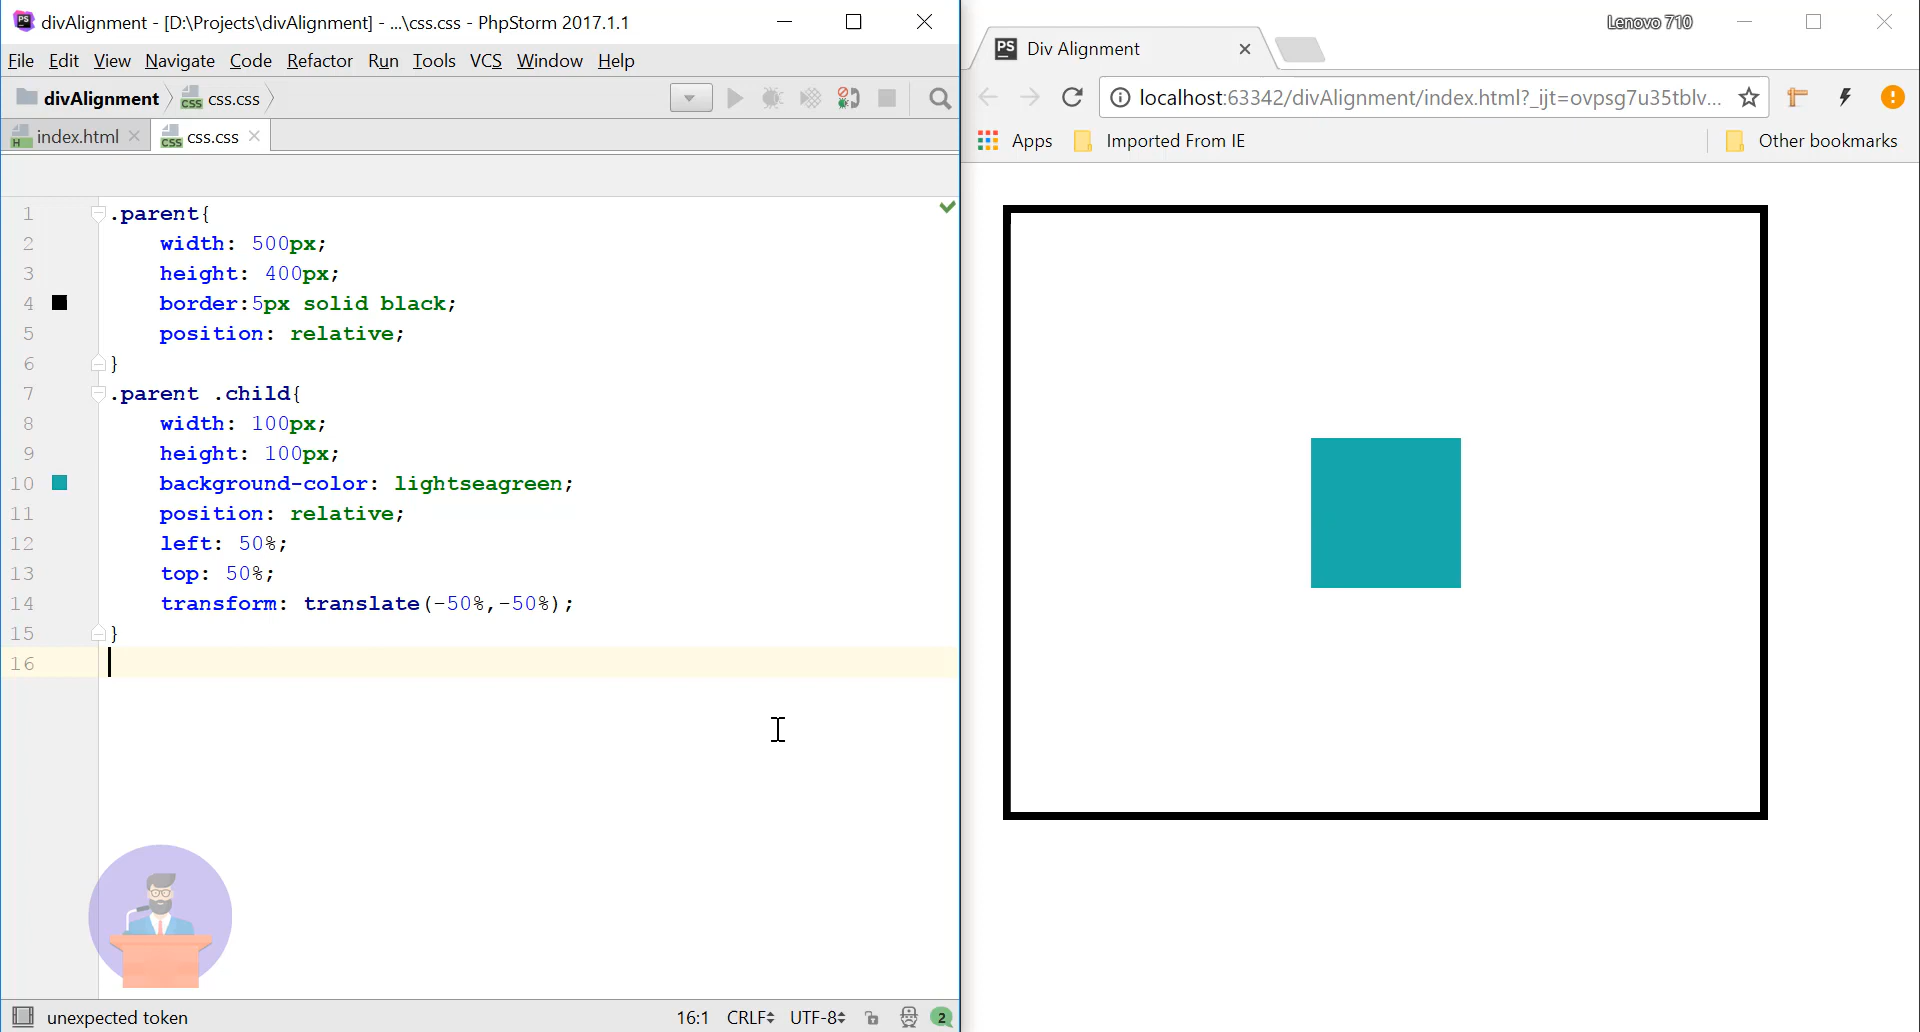 divAlignment - [D:\Projects\divAlignment] - ...\css.css - PhpStorm 2017.1.1
File Edit View Navigate Code Refactor Run Tools VCS Window Help
divAlignment css.css
index.html css.css
1 .parent{
2 width: 500px;
3 height: 400px;
4 border:5px solid black;
5 position: relative;
6 }
7 .parent .child{
8 width: 100px;
9 height: 100px;
10 background-color: lightseagreen;
11 position: relative;
12 left: 50%;
13 top: 50%;
14 transform: translate(-50%,-50%);
15 }
16
unexpected token 16:1 CRLF UTF-8 2
Lenovo 710
PS Div Alignment
localhost:63342/divAlignment/index.html?_ijt=ovpsg7u35tblv...
Apps Imported From IE Other bookmarks